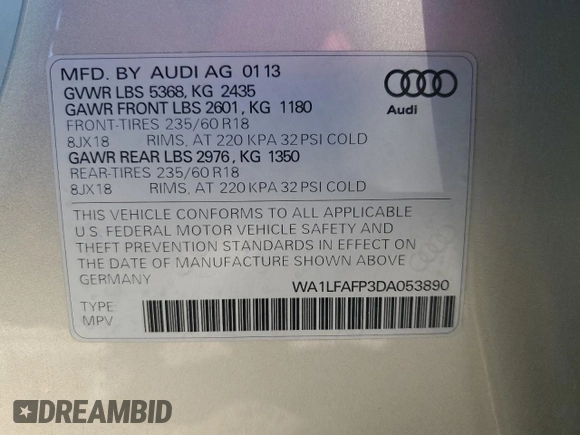 MFD. BY AUDI AG 01 13
GVWR LBS 5368, KG 2435
GAWR FRONT LBS 2601, KG 1180
FRONT-TIRES 235/60 R18
8JX18 RIMS, AT 220 KPA 32 PSI COLD
GAWR REAR LBS 2976, KG 1350
REAR-TIRES 235/60 R18
8JX18 RIMS, AT 220 KPA 32 PSI COLD
Audi
THIS VEHICLE CONFORMS TO ALL APPLICABLE
U.S. FEDERAL MOTOR VEHICLE SAFETY AND
THEFT PREVENTION STANDARDS IN EFFECT ON
THE DATE OF MANUFACTURE SHOWN ABOVE
GERMANY
WA1LFAFP3DA053890
TYPE
MPV
DREAMBID